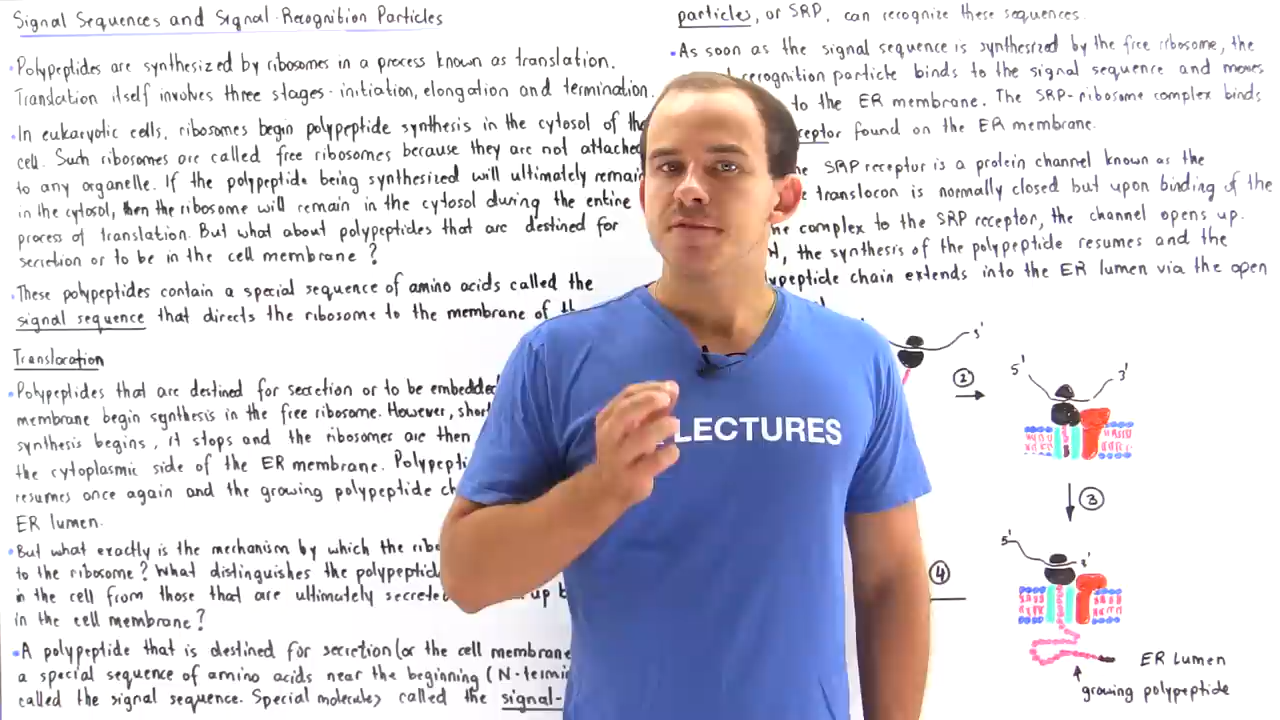 Signal Sequences and Signal-Recognition Particles
• Polypeptides are synthesized by ribosomes in a process known as translation.
Translation itself involves three stages - initiation, elongation and termination.
• In eukaryotic cells, ribosomes begin polypeptide synthesis in the cytosol of the
cell. Such ribosomes are called free ribosomes because they are not attached
to any organelle. If the polypeptide being synthesized will ultimately remain
in the cytosol, then the ribosome will remain in the cytosol during the entire
process of translation. But what about polypeptides that are destined for
secretion or to be in the cell membrane?
• These polypeptides contain a special sequence of amino acids called the
signal sequence that directs the ribosome to the membrane of
Translocation
• Polypeptides that are destined for secretion or to be embedded
membrane begin synthesis in the free ribosome. However,
synthesis begins, it stops and the ribosomes are then
the cytoplasmic side of the ER membrane.
resumes once again and the growing polypeptide
ER lumen.
• But what exactly is the mechanism by which the
to the ribosome? What distinguishes the
in the cell from those that are ultimately up
in the cell membrane?
• A polypeptide that is destined for secretion (or the cell membrane
a special sequence of amino acids near the beginning (N-
called the signal sequence. Special molecules called the signal-
particles, or SRP, can recognize these sequences.
• As soon as the signal sequence is synthesized by the free ribosome, the
recognition particle binds to the signal sequence and moves
to the ER membrane. The SRP-ribosome complex binds
found on the ER membrane.
SRP receptor is a protein channel known as the
translocon is normally closed but upon binding of the
complex to the SRP receptor, the channel opens up.
the synthesis of the polypeptide resumes and the
chain extends into the ER lumen via the open
3'
2
5' 3'
3
5' 3'
4
ER lumen
growing polypeptide
LECTURES